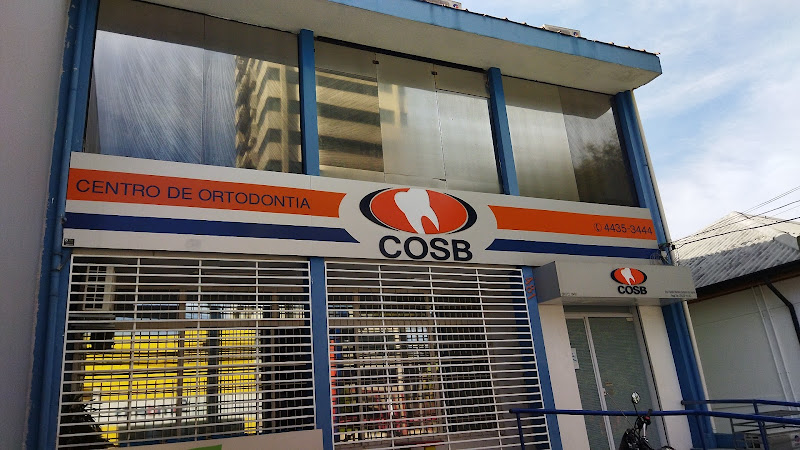 CENTRO DE ORTODONTIA
COSB
4435-3444
COSB